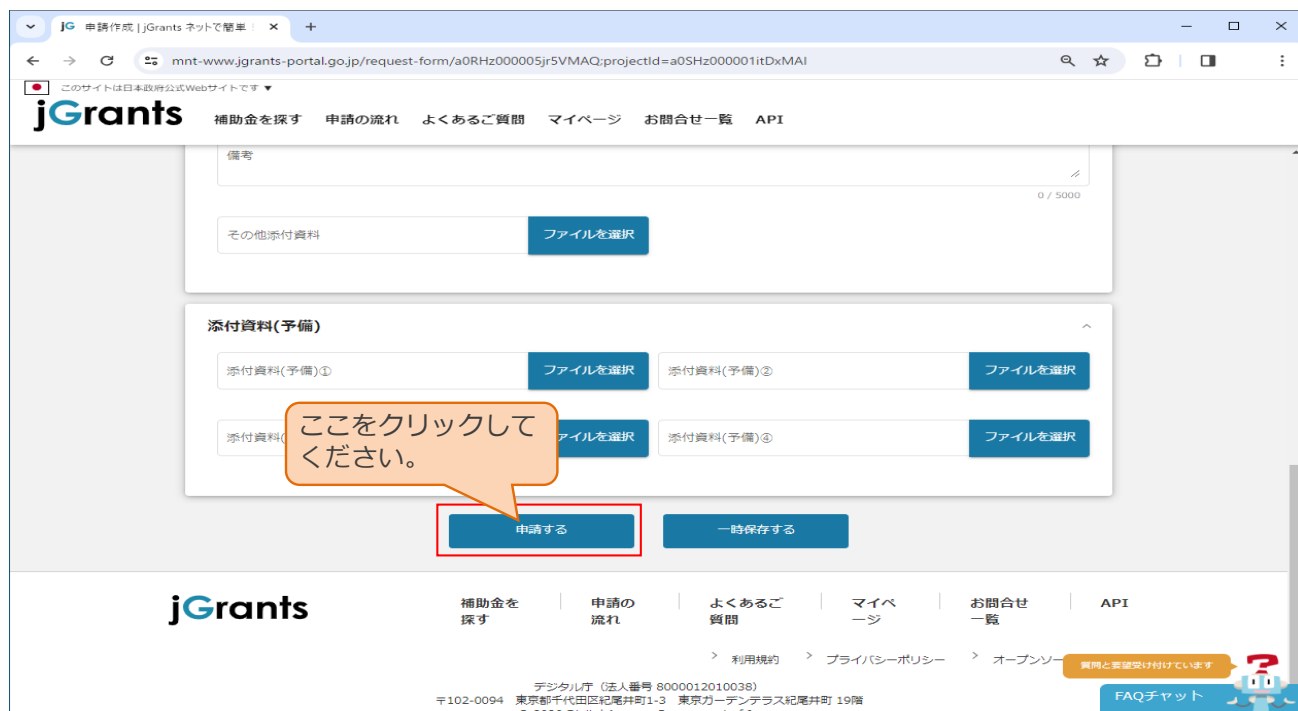 jG 申請作成 | jGrants ネットで簡単!
mnt-www.jgrants-portal.go.jp/request-form/a0RHz000005jr5VMAQ;projectId=a0SHz000001itDxMAI
このサイトは日本政府公式Webサイトです ▼
jGrants 補助金を探す 申請の流れ よくあるご質問 マイページ お問合せ一覧 API
備考
0 / 5000
その他添付資料 ファイルを選択
添付資料(予備)
添付資料(予備)① ファイルを選択 添付資料(予備)② ファイルを選択
ここをクリックして
ください。
添付資料( ァイルを選択 添付資料(予備)④ ファイルを選択
申請する 一時保存する
jGrants
補助金を 申請の よくあるご マイペ お問合せ API
探す 流れ 質問 ージ 一覧
> 利用規約 > プライバシーポリシー > オープンソー
質問と要望受け付けています
デジタル庁(法人番号 8000012010038)
〒102-0094 東京都千代田区紀尾井町1-3 東京ガーデンテラス紀尾井町 19階
FAQチャット